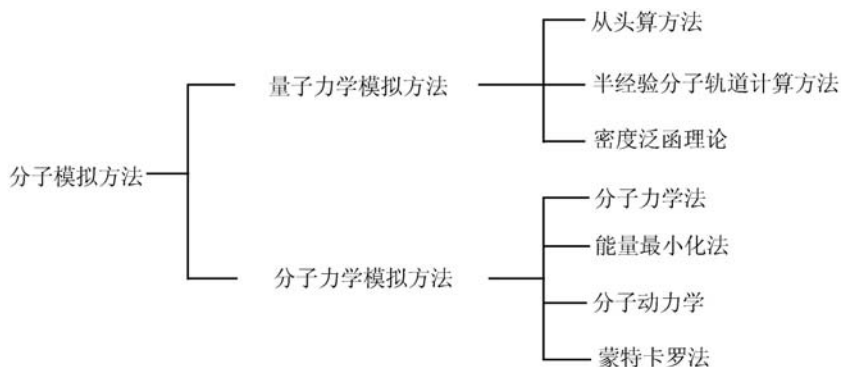 分子模拟方法
量子力学模拟方法
从头算方法
半经验分子轨道计算方法
密度泛函理论
分子力学模拟方法
分子力学法
能量最小化法
分子动力学
蒙特卡罗法